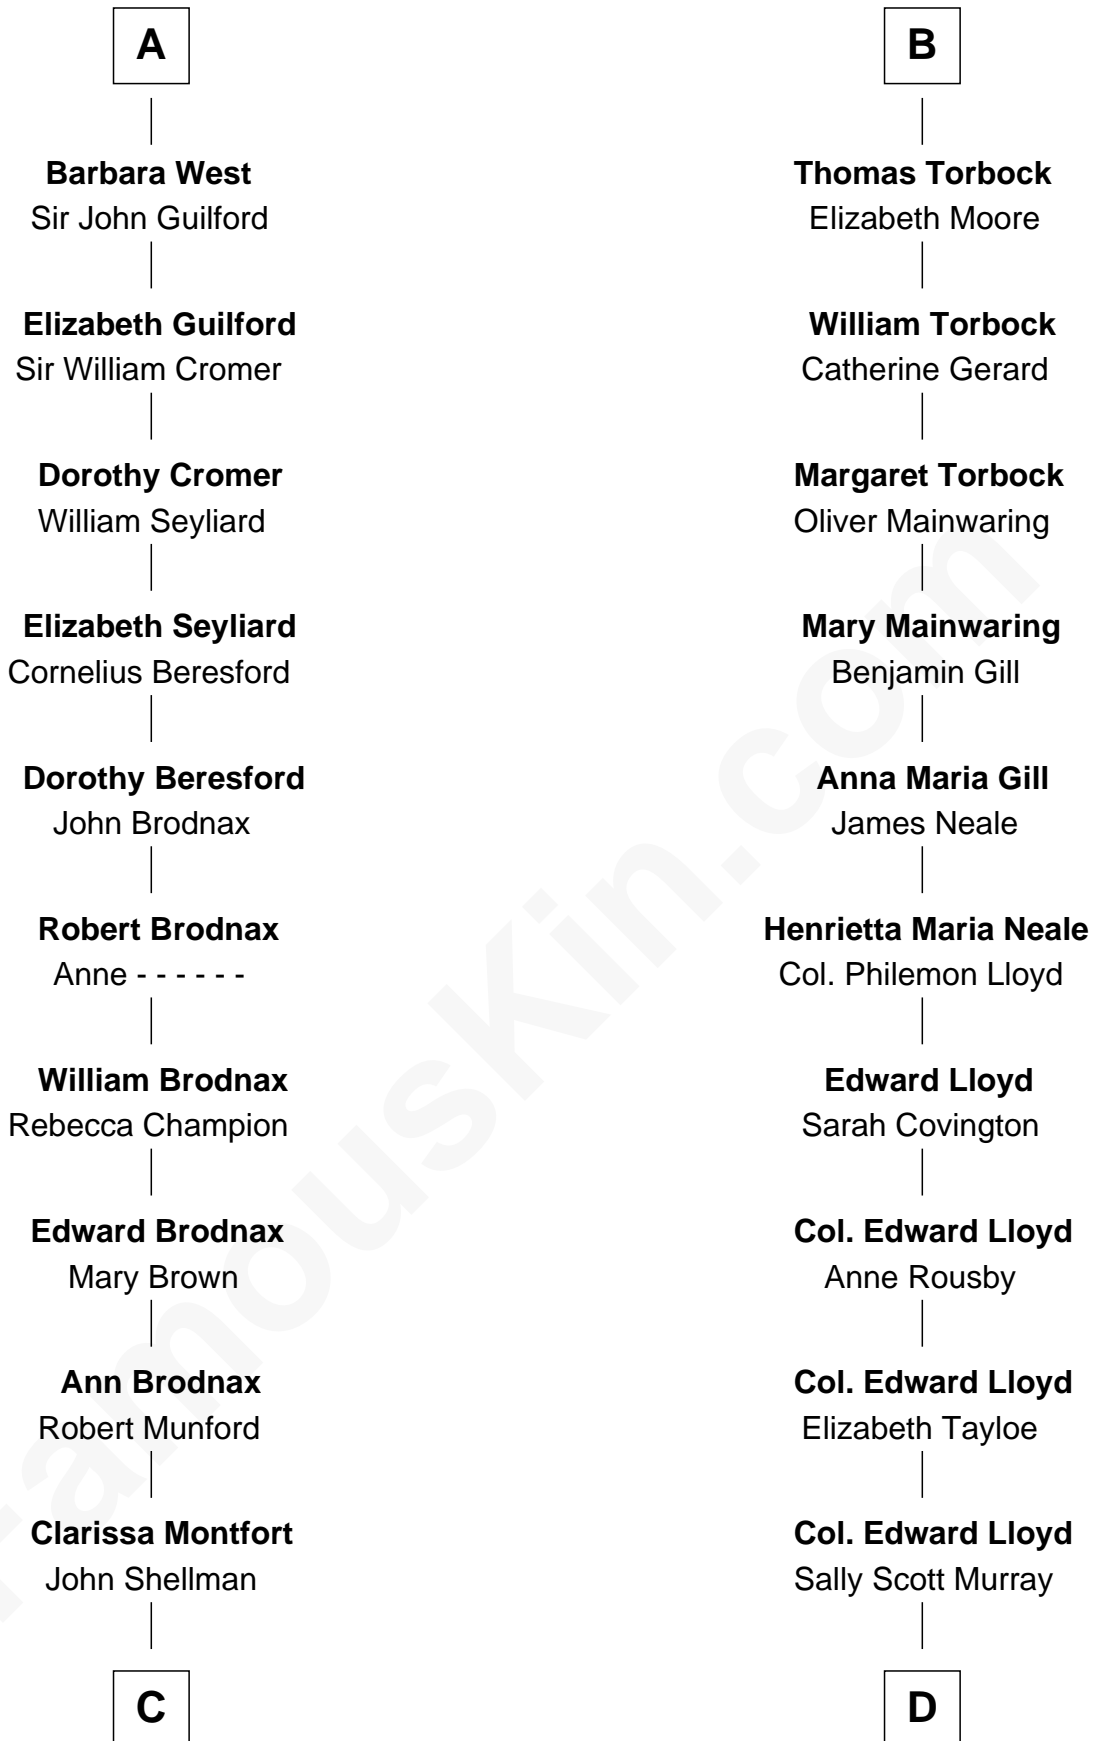 A
Barbara West
Sir John Guilford
Elizabeth Guilford
Sir William Cromer
Dorothy Cromer
William Seyliard
Elizabeth Seyliard
Cornelius Beresford
Dorothy Beresford
John Brodnax
Robert Brodnax
Anne - - - - - -
William Brodnax
Rebecca Champion
Edward Brodnax
Mary Brown
Ann Brodnax
Robert Munford
Clarissa Montfort
John Shellman
C
B
Thomas Torbock
Elizabeth Moore
William Torbock
Catherine Gerard
Margaret Torbock
Oliver Mainwaring
Mary Mainwaring
Benjamin Gill
Anna Maria Gill
James Neale
Henrietta Maria Neale
Col. Philemon Lloyd
Edward Lloyd
Sarah Covington
Col. Edward Lloyd
Anne Rousby
Col. Edward Lloyd
Elizabeth Tayloe
Col. Edward Lloyd
Sally Scott Murray
D
FamousKin.com